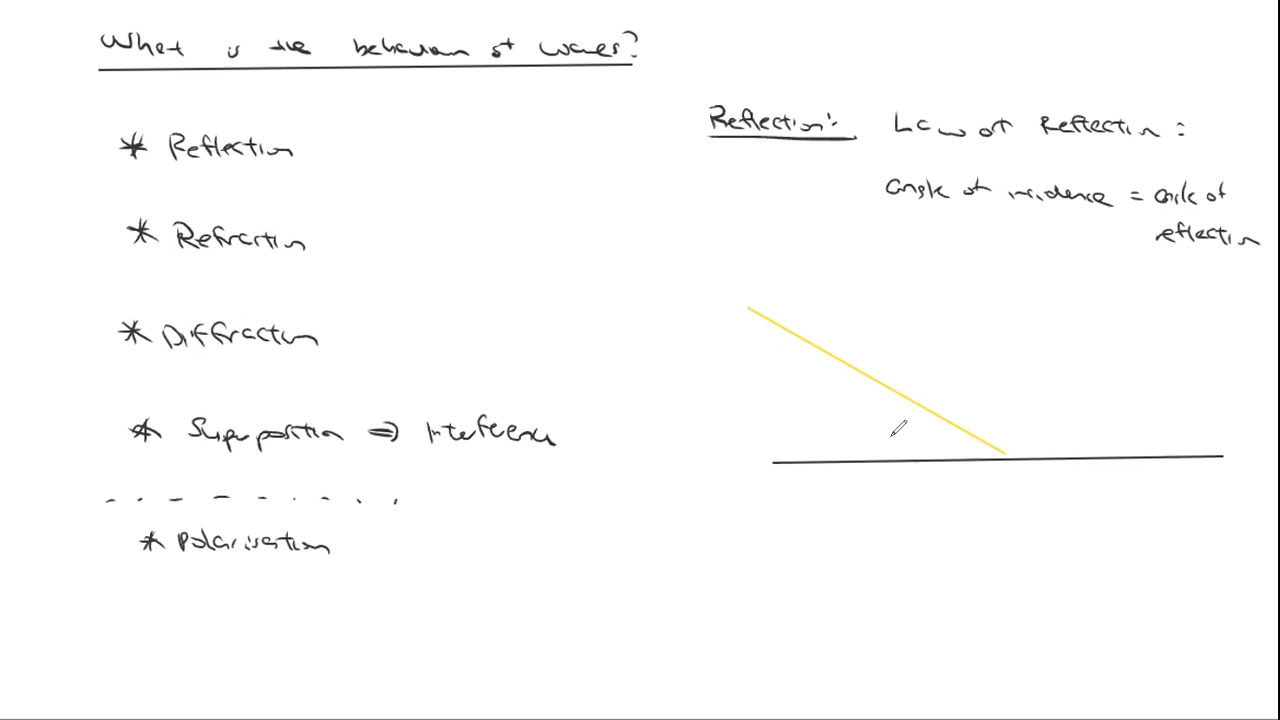 What is the behaviour of waves?
* Reflection
* Refraction
* Diffraction
* Superposition => Interference
* Polarisation
Reflection: Law of Reflection:
angle of incidence = angle of
reflection